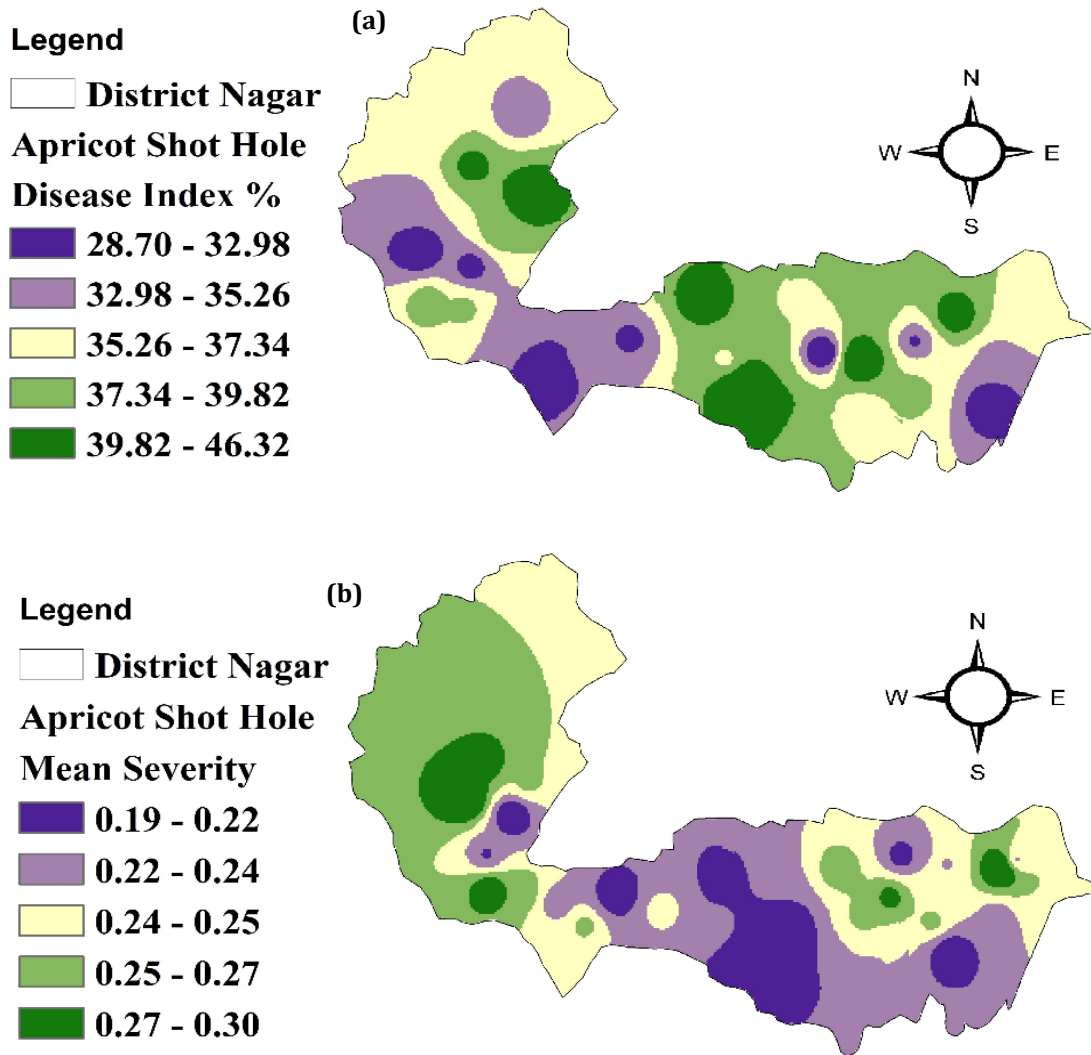 (a)
Legend
District Nagar
Apricot Shot Hole
Disease Index %
28.70 - 32.98
32.98 - 35.26
35.26 - 37.34
37.34 - 39.82
39.82 - 46.32
N
W E
S
(b)
Legend
District Nagar
Apricot Shot Hole
Mean Severity
0.19 - 0.22
0.22 - 0.24
0.24 - 0.25
0.25 - 0.27
0.27 - 0.30
N
W E
S